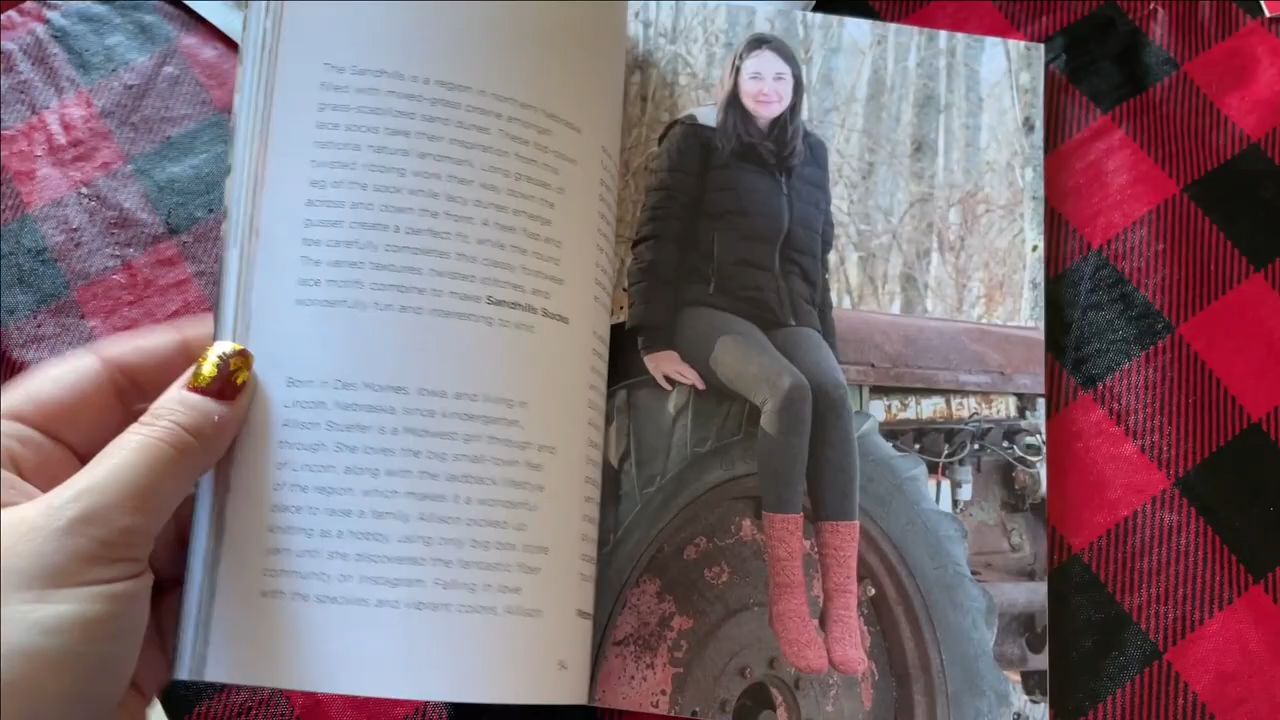 The Sandhills is a region in northern Nebraska
filled with mixed-grass prairie amongst
grass-stabilized sand dunes. These top-down
lace socks take their inspiration from this
national natural landmark. Long grasses of
twisted ribbing work their way down the
leg of the sock while lacy dunes emerge
across and down the front. A heel flap and
gusset create a perfect fit, while the round
toe carefully completes this classy footwear.
The varied textures, twisted stitches, and
lace motifs combine to make Sandhills Socks
wonderfully fun and interesting to knit.
Born in Des Moines, Iowa, and living in
Lincoln, Nebraska, since kindergarten,
Allison Stuefer is a Midwest girl through and
through. She loves the big, small-town feel
of Lincoln, along with the laidback lifestyle
of the region, which makes it a wonderful
place to raise a family. Allison picked up
knitting as a hobby, using only big-box store
yarn until she discovered the fantastic fiber
community on Instagram. Falling in love
with the speckles and vibrant colors, Allison
94